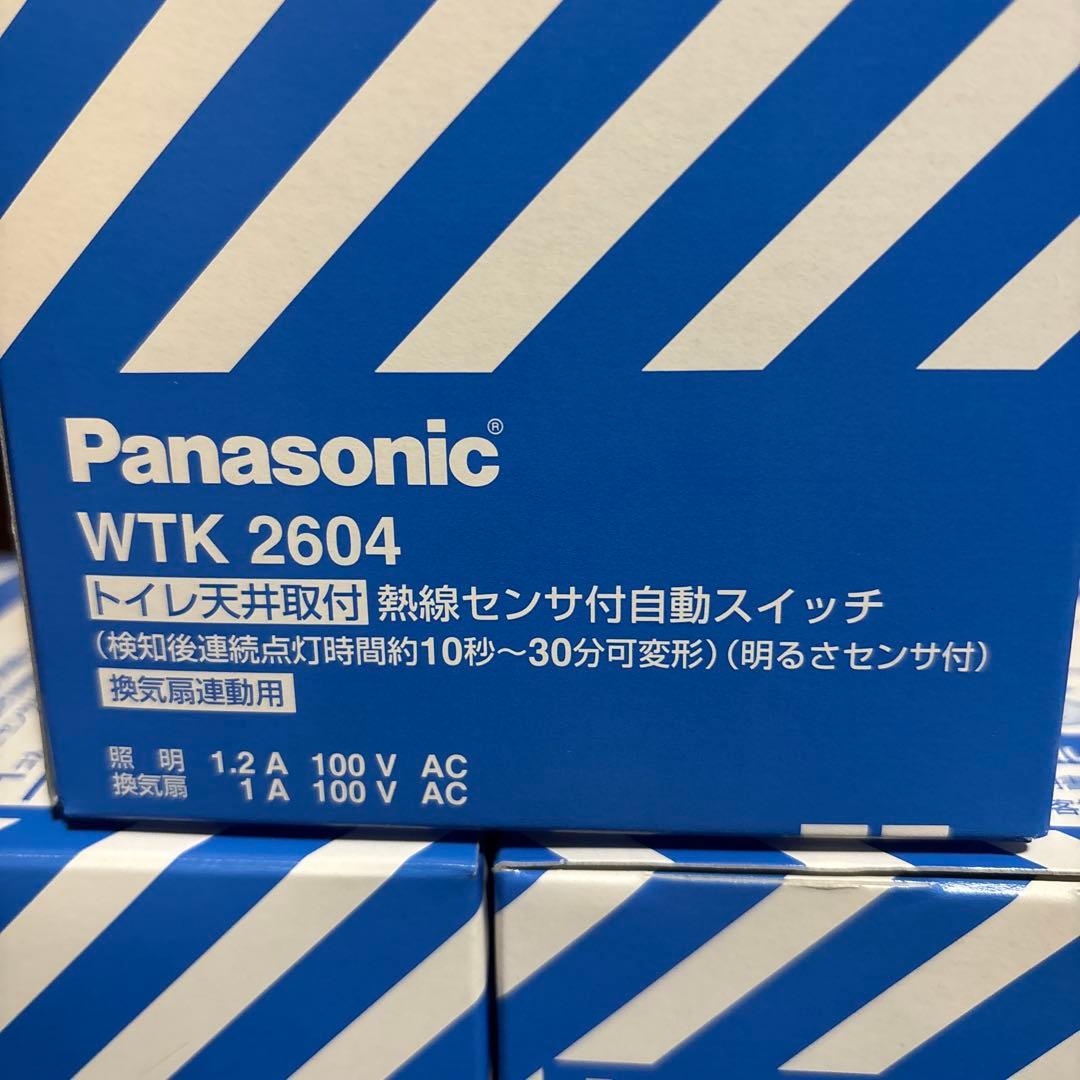 Panasonic®
WTK 2604
トイレ天井取付 熱線センサ付自動スイッチ
(検知後連続点灯時間約10秒～30分可変形)(明るさセンサ付)
換気扇連動用
照 明 1.2 A 100 V AC
換気扇 1 A 100 V AC